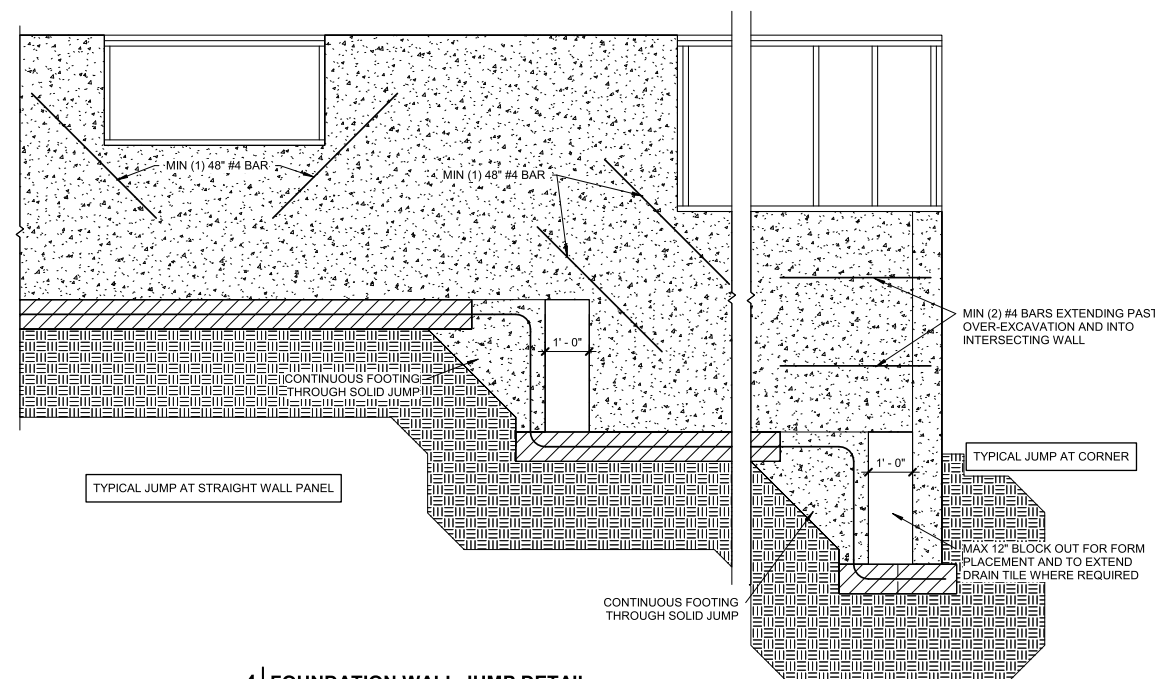 MIN (1) 48" #4 BAR
MIN (1) 48" #4 BAR
MIN (2) #4 BARS EXTENDING PAST
OVER-EXCAVATION AND INTO
INTERSECTING WALL
1' - 0"
CONTINUOUS FOOTING
THROUGH SOLID JUMP
TYPICAL JUMP AT STRAIGHT WALL PANEL
TYPICAL JUMP AT CORNER
1' - 0"
MAX 12" BLOCK OUT FOR FORM
PLACEMENT AND TO EXTEND
DRAIN TILE WHERE REQUIRED
CONTINUOUS FOOTING
THROUGH SOLID JUMP
4 FOUNDATION WALL JUMP DETAIL